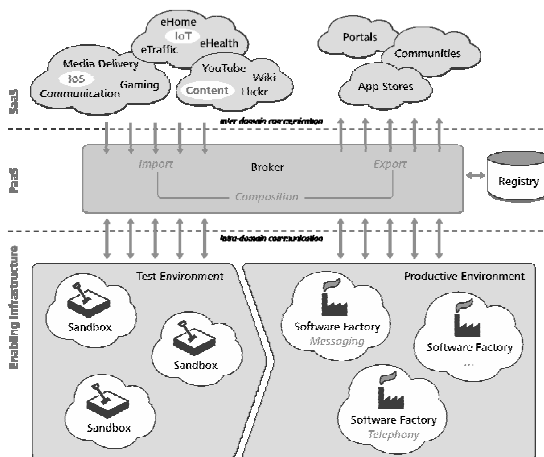 SaaS
eHome
IoT
eTraffic
eHealth
Media Delivery
IoS
Communication
Gaming
YouTube
Wiki
Content
Flickr
Portals
Communities
App Stores
Inter-domain communication
PaaS
Import
Broker
Export
Composition
Registry
Intra-domain communication
Enabling Infrastructure
Test Environment
Sandbox
Sandbox
Sandbox
Productive Environment
Software Factory
Messaging
Software Factory
...
Software Factory
Telephony